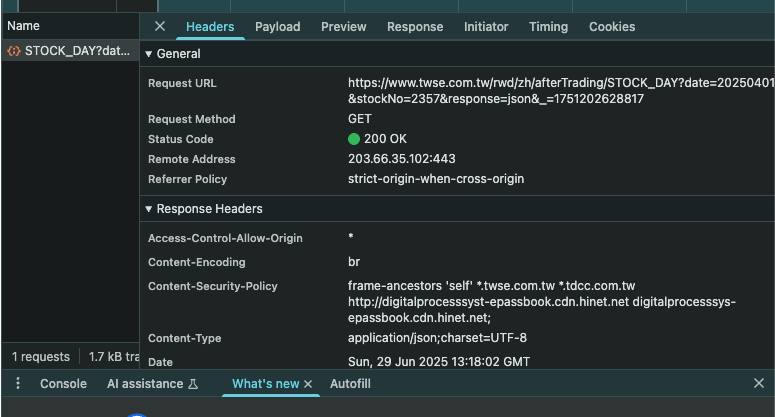 Name
Headers Payload Preview Response Initiator Timing Cookies
STOCK_DAY?dat...
General
Request URL https://www.twse.com.tw/rwd/zh/afterTrading/STOCK_DAY?date=20250401
&stockNo=2357&response=json&_=1751202628817
Request Method GET
Status Code 200 OK
Remote Address 203.66.35.102:443
Referrer Policy strict-origin-when-cross-origin
Response Headers
Access-Control-Allow-Origin *
Content-Encoding br
Content-Security-Policy frame-ancestors 'self' *.twse.com.tw *.tdcc.com.tw
http://digitalprocesssyst-epassbook.cdn.hinet.net digitalprocesssys-
epassbook.cdn.hinet.net;
Content-Type application/json;charset=UTF-8
Date Sun, 29 Jun 2025 13:18:02 GMT
1 requests 1.7 kB tra
Console AI assistance What's new Autofill